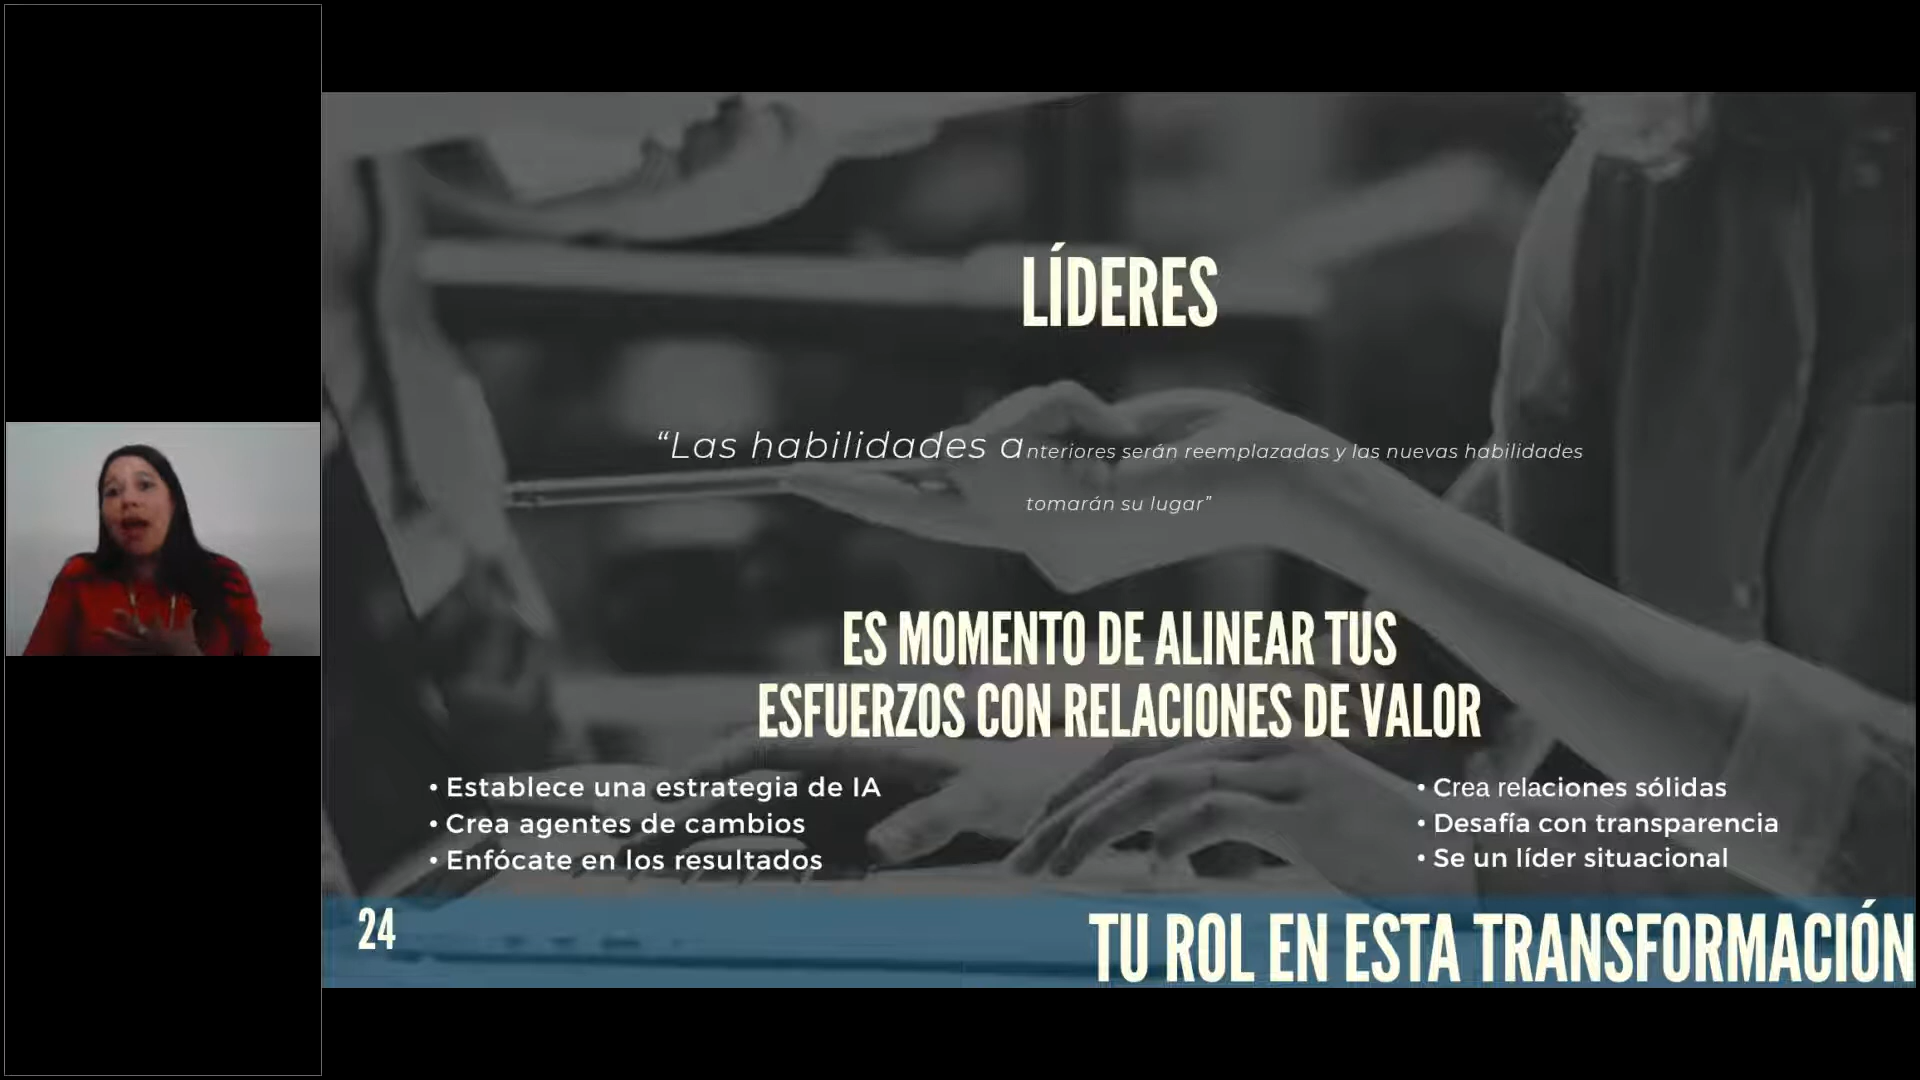 LÍDERES
“Las habilidades anteriores serán reemplazadas y las nuevas habilidades
tomarán su lugar”
ES MOMENTO DE ALINEAR TUS
ESFUERZOS CON RELACIONES DE VALOR
• Establece una estrategia de IA
• Crea agentes de cambios
• Enfócate en los resultados
• Crea relaciones sólidas
• Desafía con transparencia
• Se un líder situacional
24
TU ROL EN ESTA TRANSFORMACIÓN